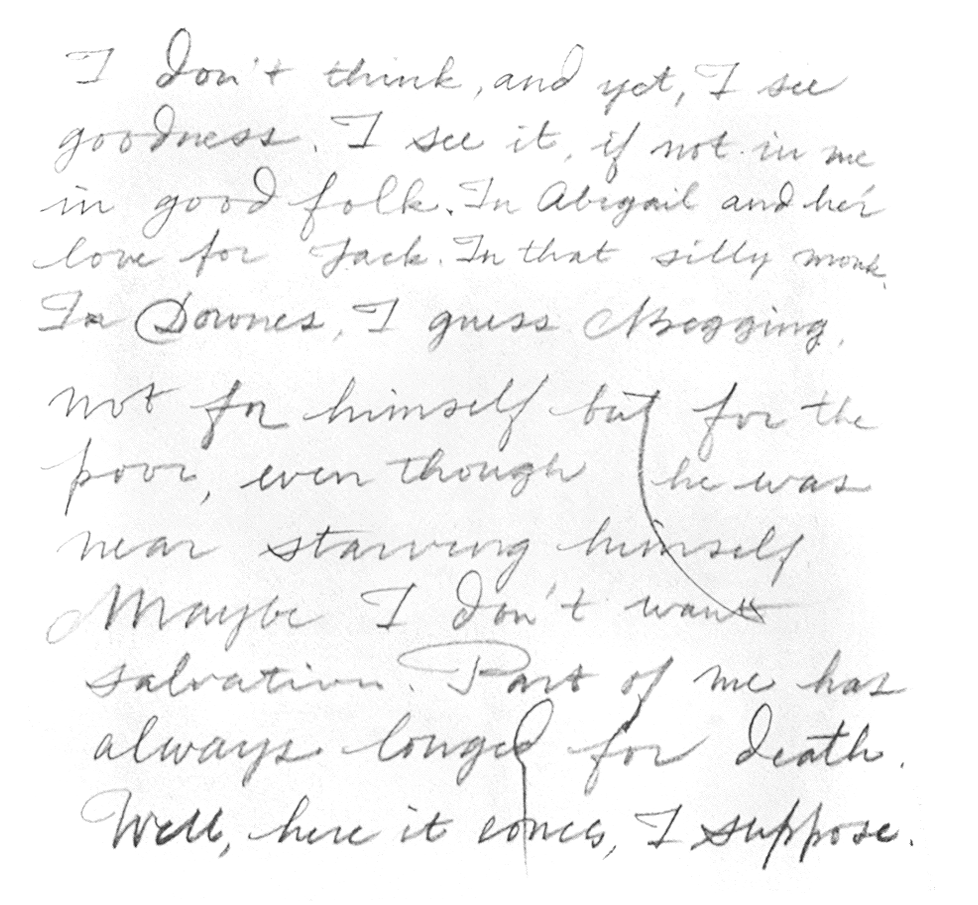 I don't think, and yet, I see
goodness. I see it, if not in me
in good folk. In Abigail and her
love for Jack. In that silly monk.
In Downes, I guess. Begging,
not for himself but for the
poor, even though he was
near starving himself
Maybe I don't want
salvation. Part of me has
always longed for death.
Well, here it comes, I suppose.